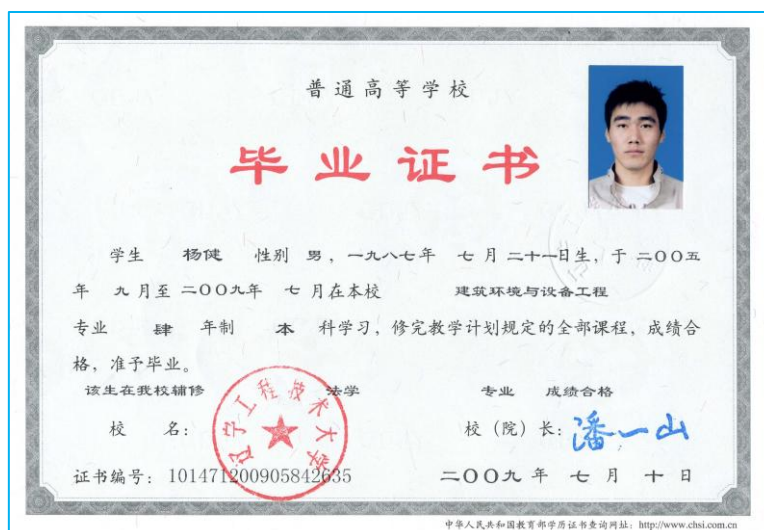 普通高等学校
毕业证书
学生 杨健 性别 男，一九八七年 七月二十一日生，于二〇〇五
年 九月至二〇〇九年 七月在本校 建筑环境与设备工程
专业 肆 年制 本 科学习，修完教学计划规定的全部课程，成绩合
格，准予毕业。
该生在我校辅修 法学 专业 成绩合格
校 名： 辽宁工程技术大学 校（院）长：潘一山
证书编号：101471200905842635 二〇〇九年 七月 十日
中华人民共和国教育部学历证书查询网址：http://www.chsi.com.cn